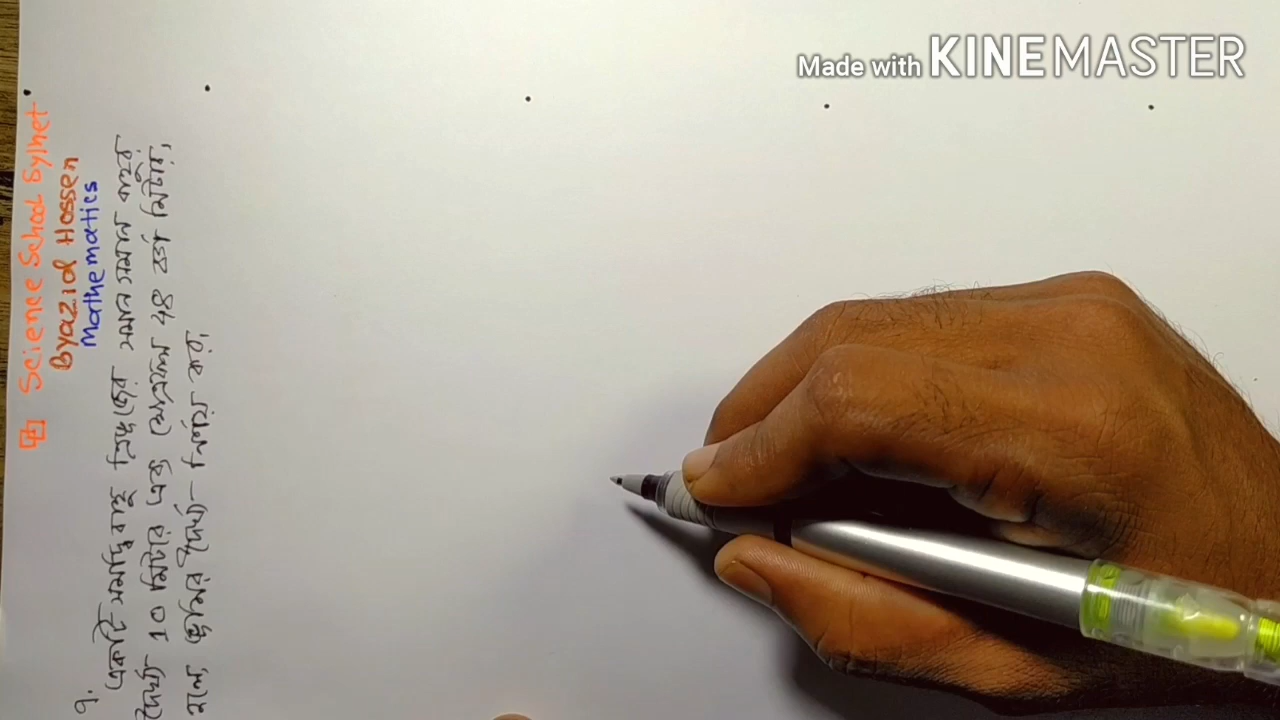 Made with KINEMASTER
Science School Sylhet
Byazid Hossen
Mathematics
৭.
একটি সমদ্বিবাহু ত্রিভুজের সমান সমান বাহুর
দৈর্ঘ্য 10 মিটার এর ক্ষেত্রফল 48 বর্গ মিটার,
হলে, ভূমির দৈর্ঘ্য নির্ণয় কর.